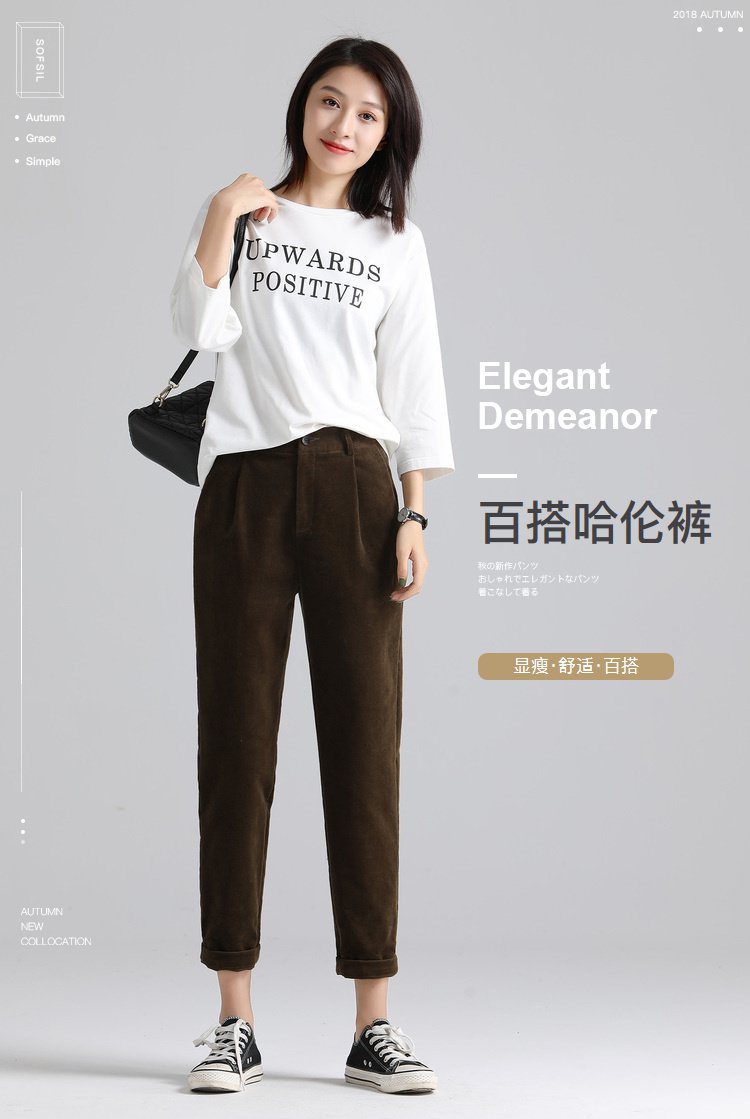 2018 AUTUMN
SOFSIL
Autumn
Grace
Simple
UPWARDS
POSITIVE
Elegant
Demeanor
百搭哈伦裤
秋の新作パンツ
おしゃれでエレガントなパンツ
着こなして着る
显瘦·舒适·百搭
AUTUMN
NEW
COLLOCATION